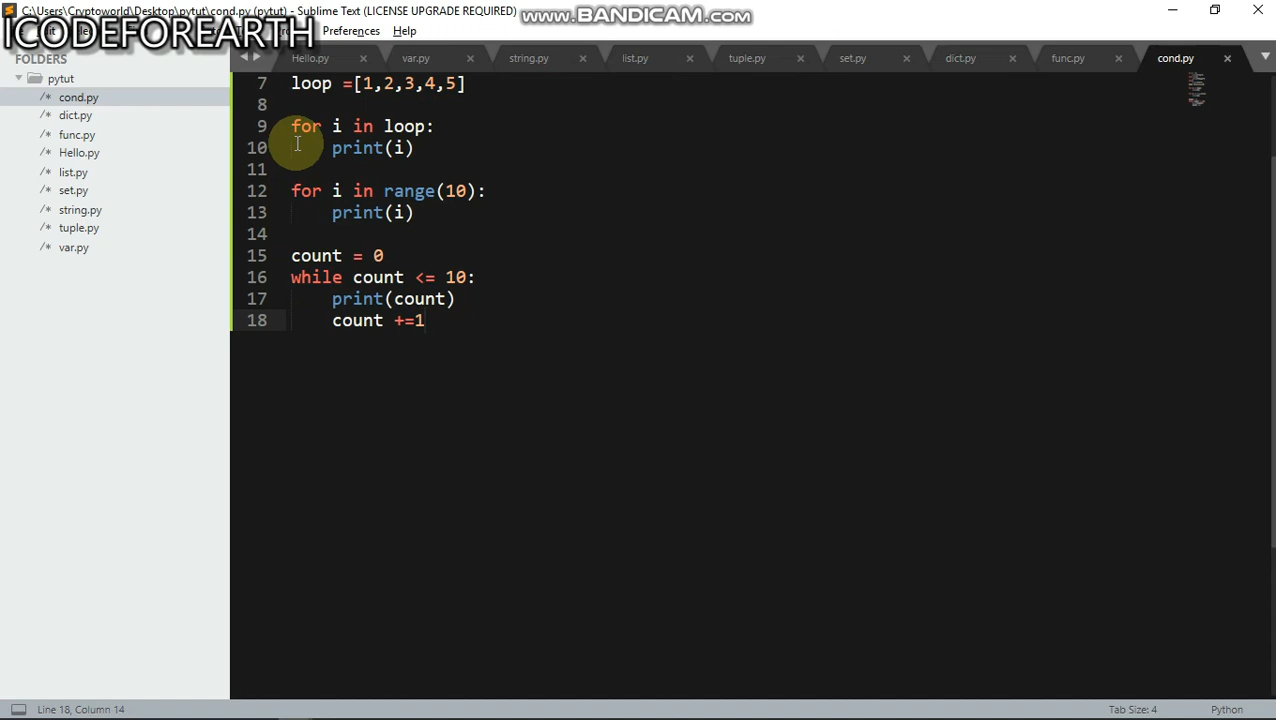 C:\Users\Cryptoworld\Desktop\pytut\cond.py (pytut) - Sublime Text (LICENSE UPGRADE REQUIRED)
www.BANDICAM.com
ICODEFOREARTH
Preferences Help
FOLDERS
pytut
/* cond.py
/* dict.py
/* func.py
/* Hello.py
/* list.py
/* set.py
/* string.py
/* tuple.py
/* var.py
Hello.py var.py string.py list.py tuple.py set.py dict.py func.py cond.py
7 loop =[1,2,3,4,5]
8
9 for i in loop:
10 print(i)
11
12 for i in range(10):
13 print(i)
14
15 count = 0
16 while count <= 10:
17 print(count)
18 count +=1
Line 18, Column 14
Tab Size: 4
Python